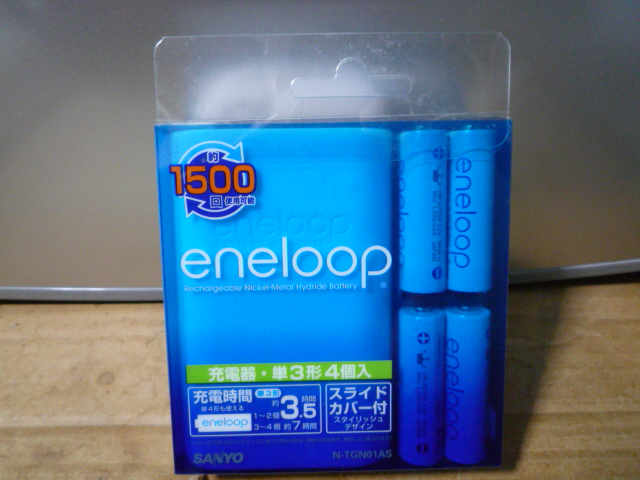 約
1500
回 使用可能
eneloop
eneloop
Rechargeable Nickel-Metal Hydride Battery
充電器・単3形4個入
充電時間
単4形も使える
eneloop
単3形
1～2個 約3.5時間
3～4個 約7時間
スライド
カバー付
スタイリッシュ
デザイン
SANYO
N-TGN01AS
eneloop
eneloop
eneloop
eneloop